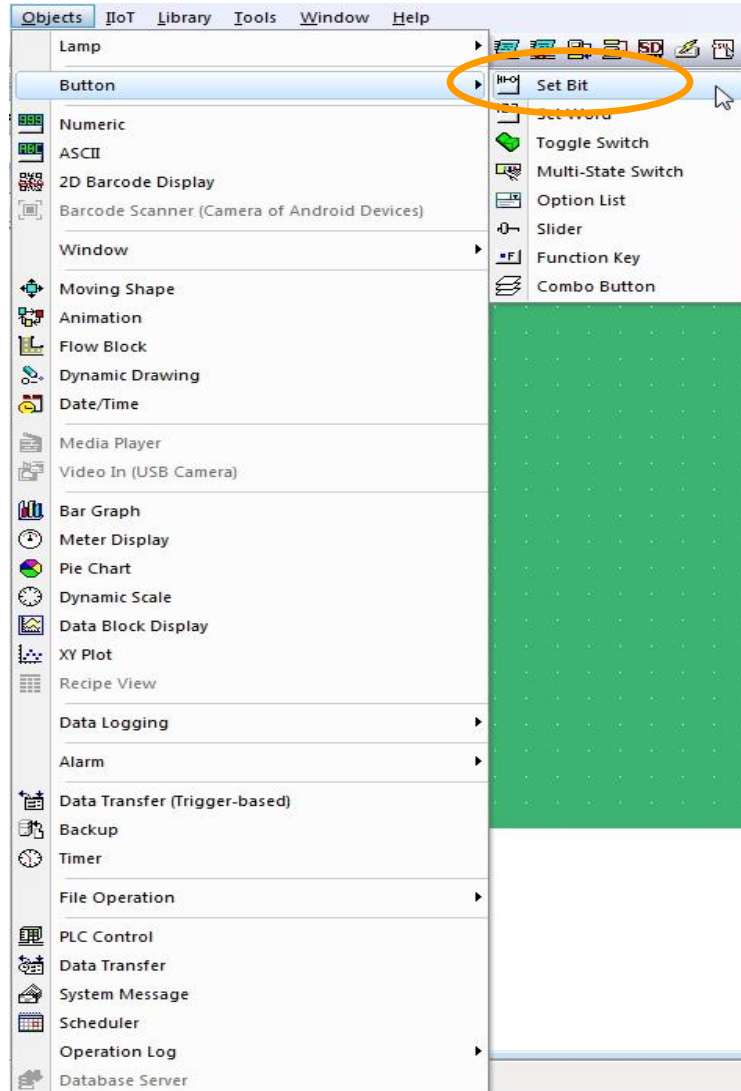 Objects IIoT Library Tools Window Help
Lamp
Button
Numeric
ASCII
2D Barcode Display
Barcode Scanner (Camera of Android Devices)
Window
Moving Shape
Animation
Flow Block
Dynamic Drawing
Date/Time
Media Player
Video In (USB Camera)
Bar Graph
Meter Display
Pie Chart
Dynamic Scale
Data Block Display
XY Plot
Recipe View
Data Logging
Alarm
Data Transfer (Trigger-based)
Backup
Timer
File Operation
PLC Control
Data Transfer
System Message
Scheduler
Operation Log
Database Server
Set Bit
Set Word
Toggle Switch
Multi-State Switch
Option List
Slider
Function Key
Combo Button